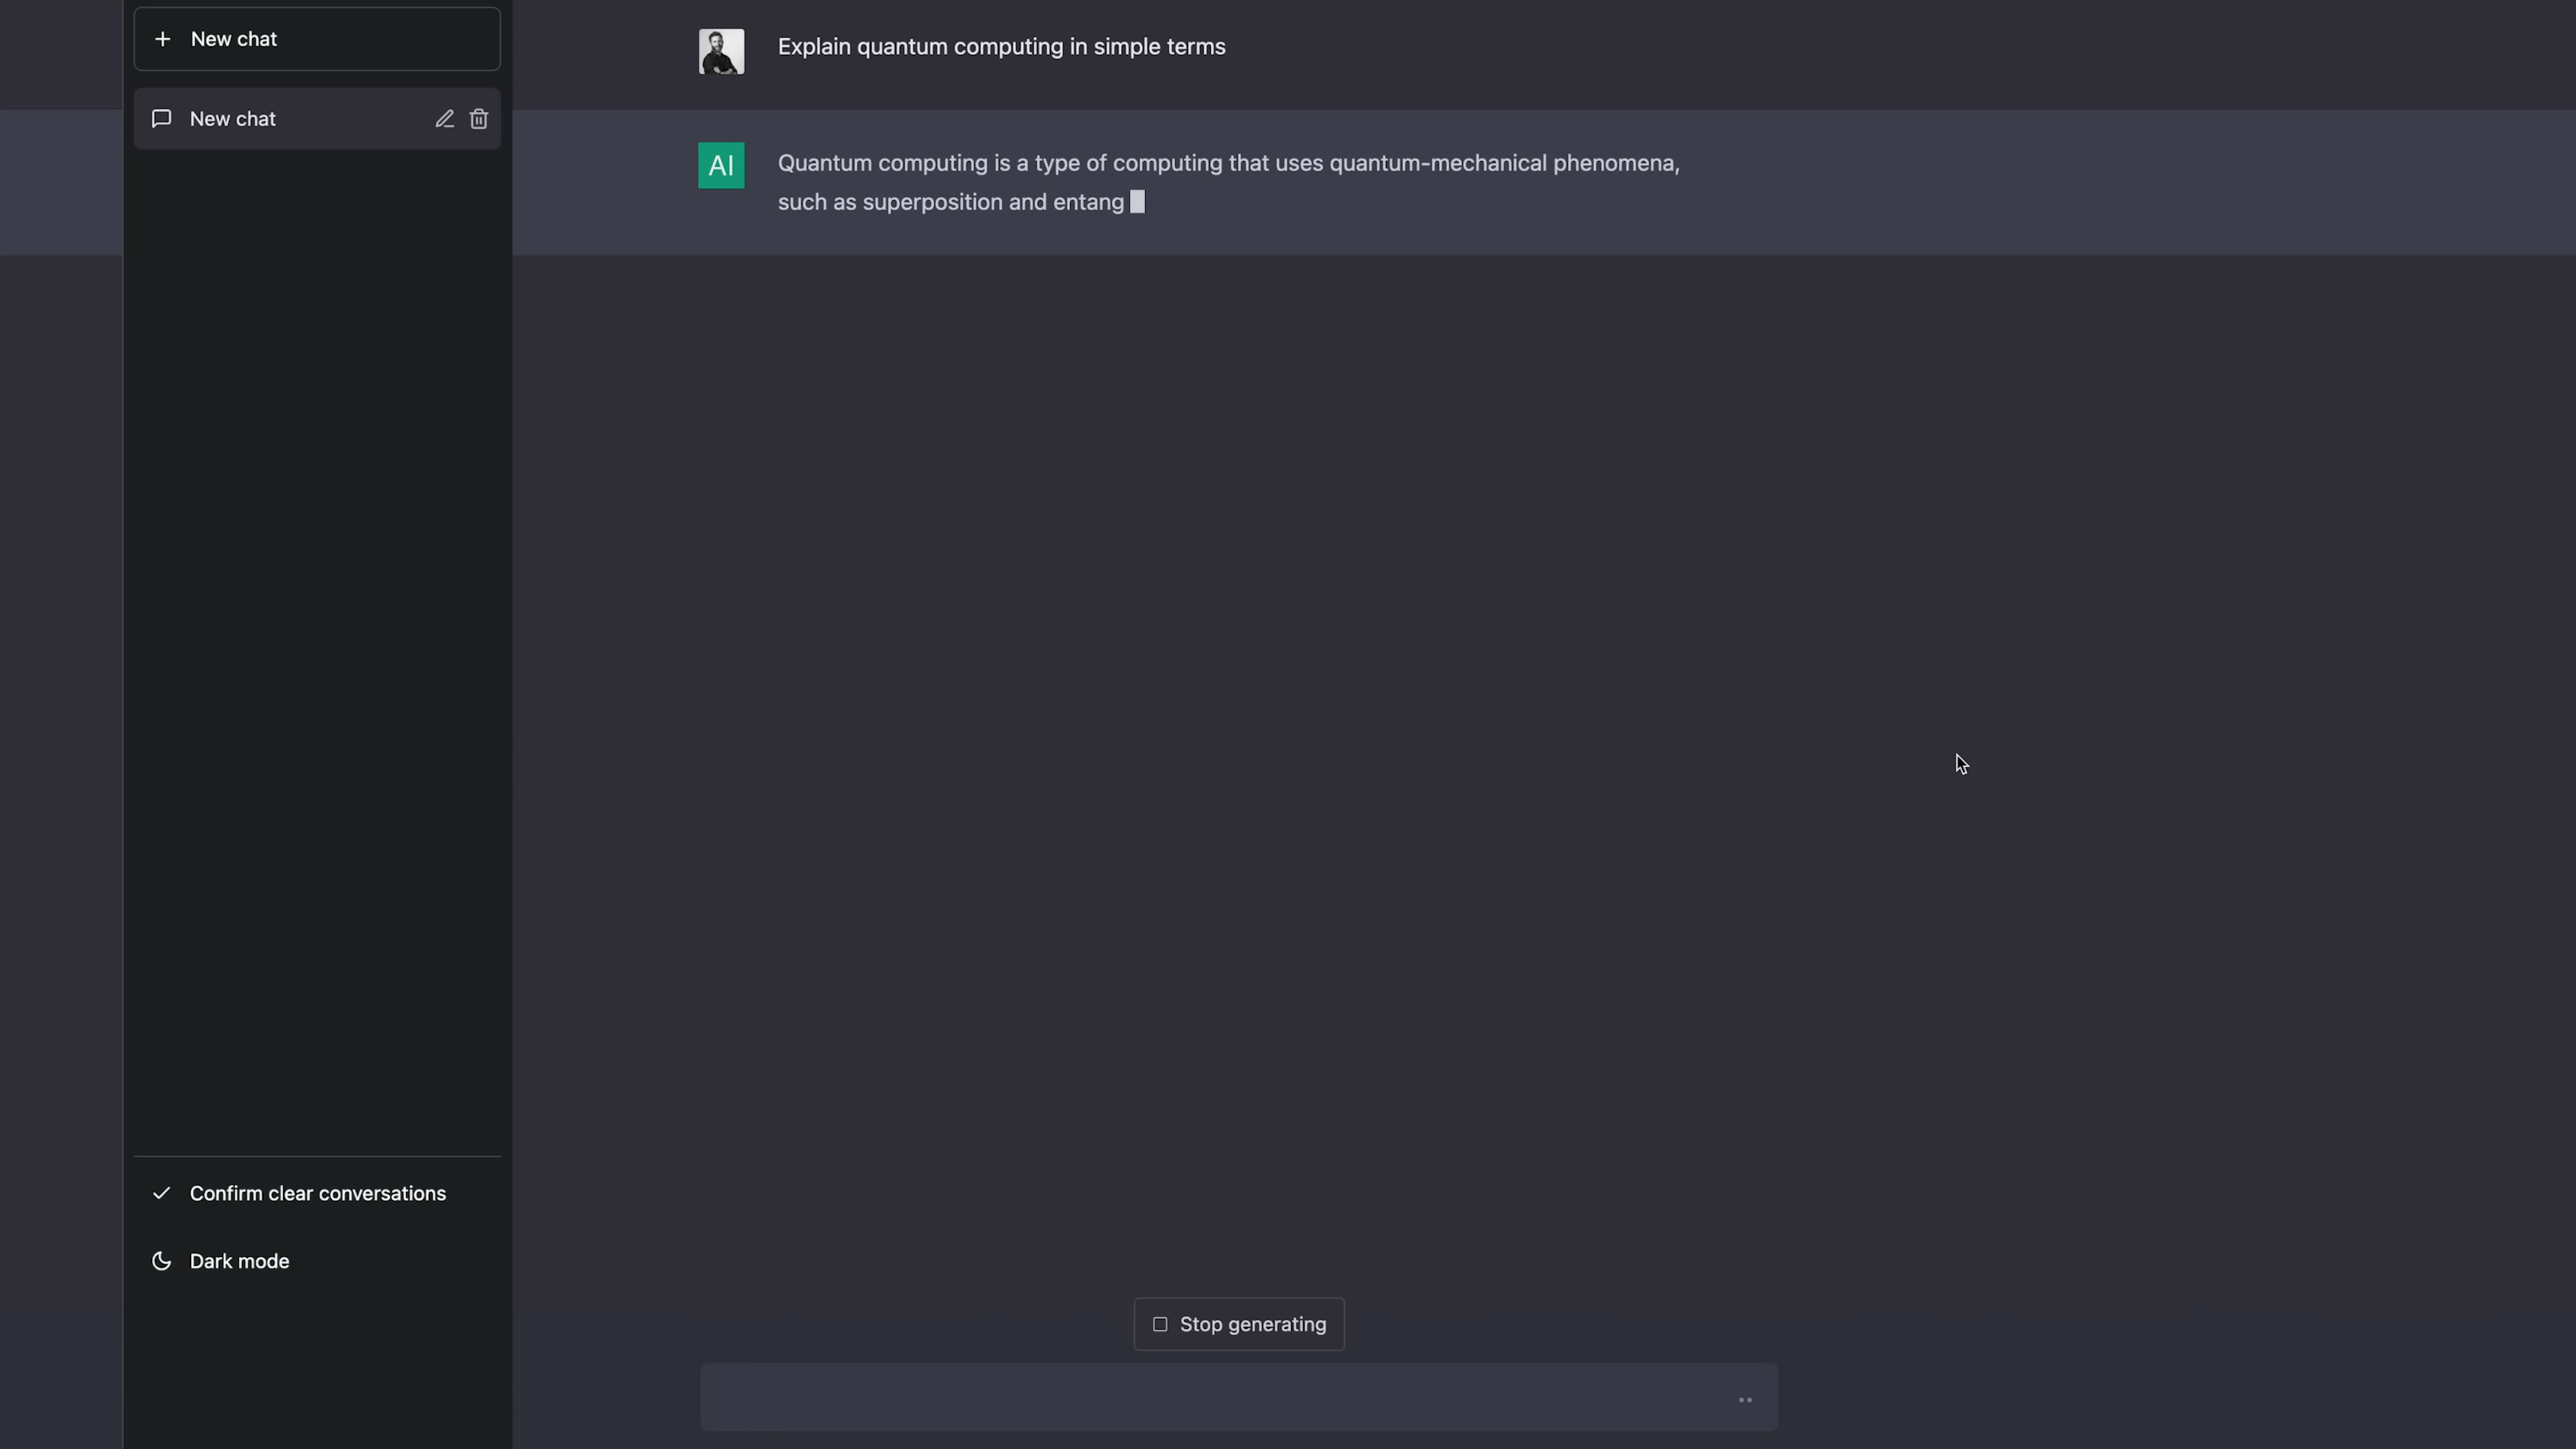 New chat
New chat
Confirm clear conversations
Dark mode
Explain quantum computing in simple terms
AI
Quantum computing is a type of computing that uses quantum-mechanical phenomena,
such as superposition and entang
Stop generating